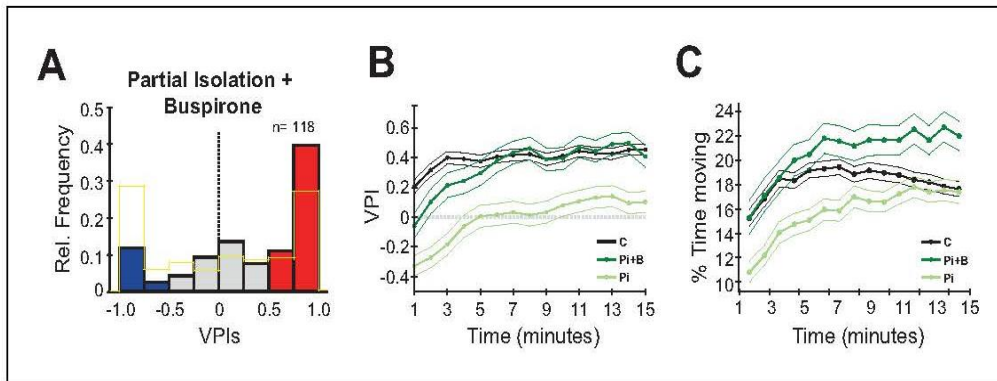 A
Partial Isolation +
Buspirone
n= 118
Rel. Frequency
0.5
0.4
0.3
0.2
0.1
0
-1.0 -0.5 0 0.5 1.0
VPIs
B
VPI
0.6
0.4
0.2
0
-0.2
-0.4
C
Pi+B
Pi
1 3 5 7 9 11 13 15
Time (minutes)
C
% Time moving
24
22
20
18
16
14
12
10
C
Pi+B
Pi
1 3 5 7 9 11 13 15
Time (minutes)